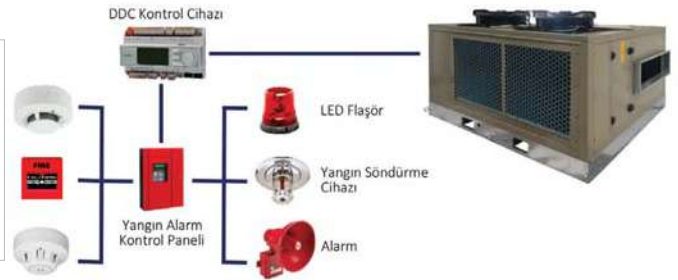 DDC Kontrol Cihazı
LED Flaşör
FIRE
Yangın Söndürme
Cihazı
Yangın Alarm
Kontrol Paneli
Alarm